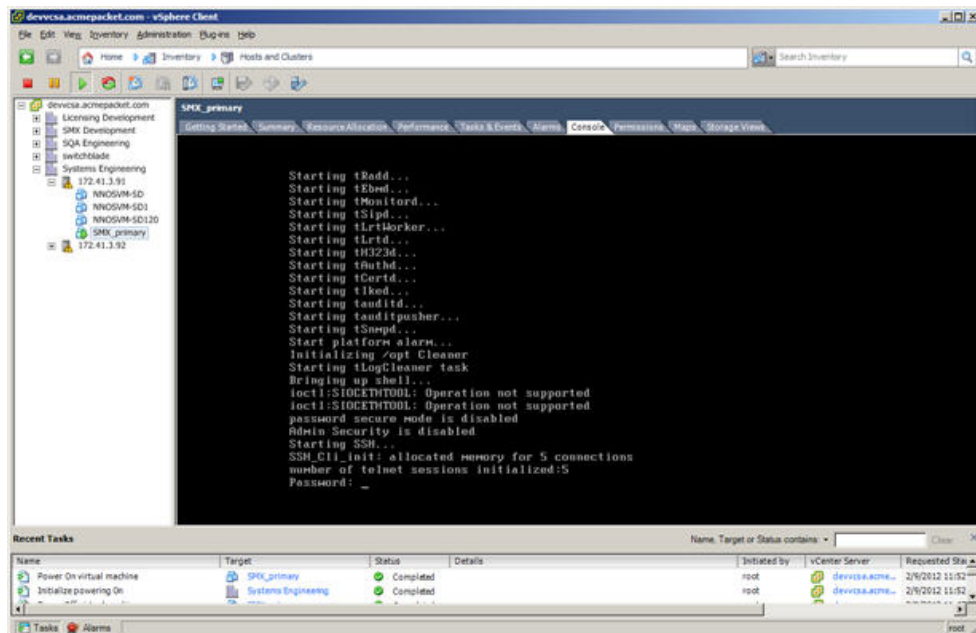 devvcsa.acmepacket.com - vSphere Client
File Edit View Inventory Administration Plug-ins Help
Home Inventory Hosts and Clusters
Search Inventory
devvcsa.acmepacket.com
Licensing Development
SMX Development
SQA Engineering
switchblade
Systems Engineering
172.41.3.91
NNOSVM-SD
NNOSVM-SD1
NNOSVM-SD120
SMX_primary
172.41.3.92
SMX_primary
Getting Started Summary Resource Allocation Performance Tasks & Events Alarms Console Permissions Maps Storage Views
Starting tRadd...
Starting tEbmd...
Starting tMonitord...
Starting tSipd...
Starting tLrtWorker...
Starting tLrtd...
Starting tH323d...
Starting tAuthd...
Starting tCertd...
Starting tIked...
Starting tauditd...
Starting tauditpusher...
Starting tSnmpd...
Start platform alarm...
Initializing /opt Cleaner
Starting tLogCleaner task
Bringing up shell...
ioctl:SIOCETHTOOL: Operation not supported
ioctl:SIOCETHTOOL: Operation not supported
password secure mode is disabled
Admin Security is disabled
Starting SSH...
SSH_Cli_init: allocated memory for 5 connections
number of telnet sessions initialized:5
Password: _
Recent Tasks
Name, Target or Status contains: Clear
Name Target Status Details Initiated by vCenter Server Requested Star
Power On virtual machine SMX_primary Completed root devvcsa.acme... 2/9/2012 11:52
Initialize powering On Systems Engineering Completed root devvcsa.acme... 2/9/2012 11:52
Tasks Alarms root